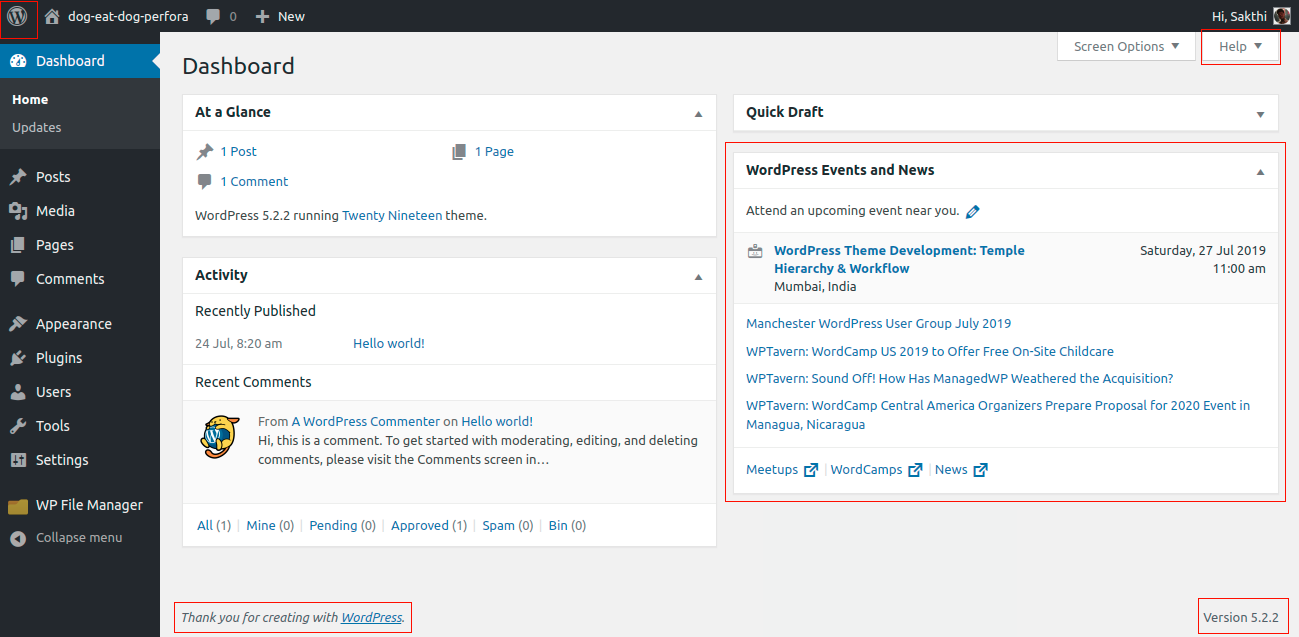 dog-eat-dog-perfora
0
New
Hi, Sakthi
Dashboard
Home
Updates
Posts
Media
Pages
Comments
Appearance
Plugins
Users
Tools
Settings
WP File Manager
Collapse menu
Screen Options
Help
Dashboard
At a Glance
1 Post
1 Page
1 Comment
WordPress 5.2.2 running Twenty Nineteen theme.
Activity
Recently Published
24 Jul, 8:20 am Hello world!
Recent Comments
From A WordPress Commenter on Hello world!
Hi, this is a comment. To get started with moderating, editing, and deleting
comments, please visit the Comments screen in…
All (1) | Mine (0) | Pending (0) | Approved (1) | Spam (0) | Bin (0)
Quick Draft
WordPress Events and News
Attend an upcoming event near you.
WordPress Theme Development: Temple
Hierarchy & Workflow
Mumbai, India
Saturday, 27 Jul 2019
11:00 am
Manchester WordPress User Group July 2019
WPTavern: WordCamp US 2019 to Offer Free On-Site Childcare
WPTavern: Sound Off! How Has ManagedWP Weathered the Acquisition?
WPTavern: WordCamp Central America Organizers Prepare Proposal for 2020 Event in
Managua, Nicaragua
Meetups | WordCamps | News
Thank you for creating with WordPress.
Version 5.2.2